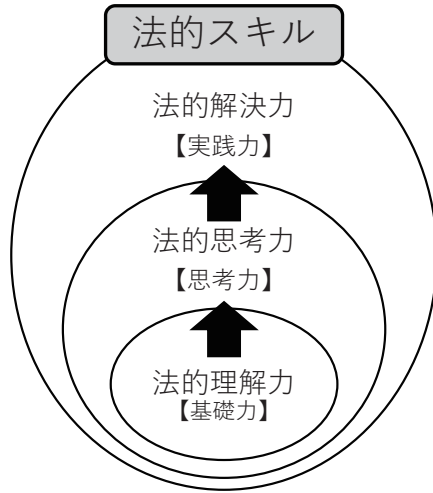 法的スキル
法的解決力
【実践力】
法的思考力
【思考力】
法的理解力
【基礎力】